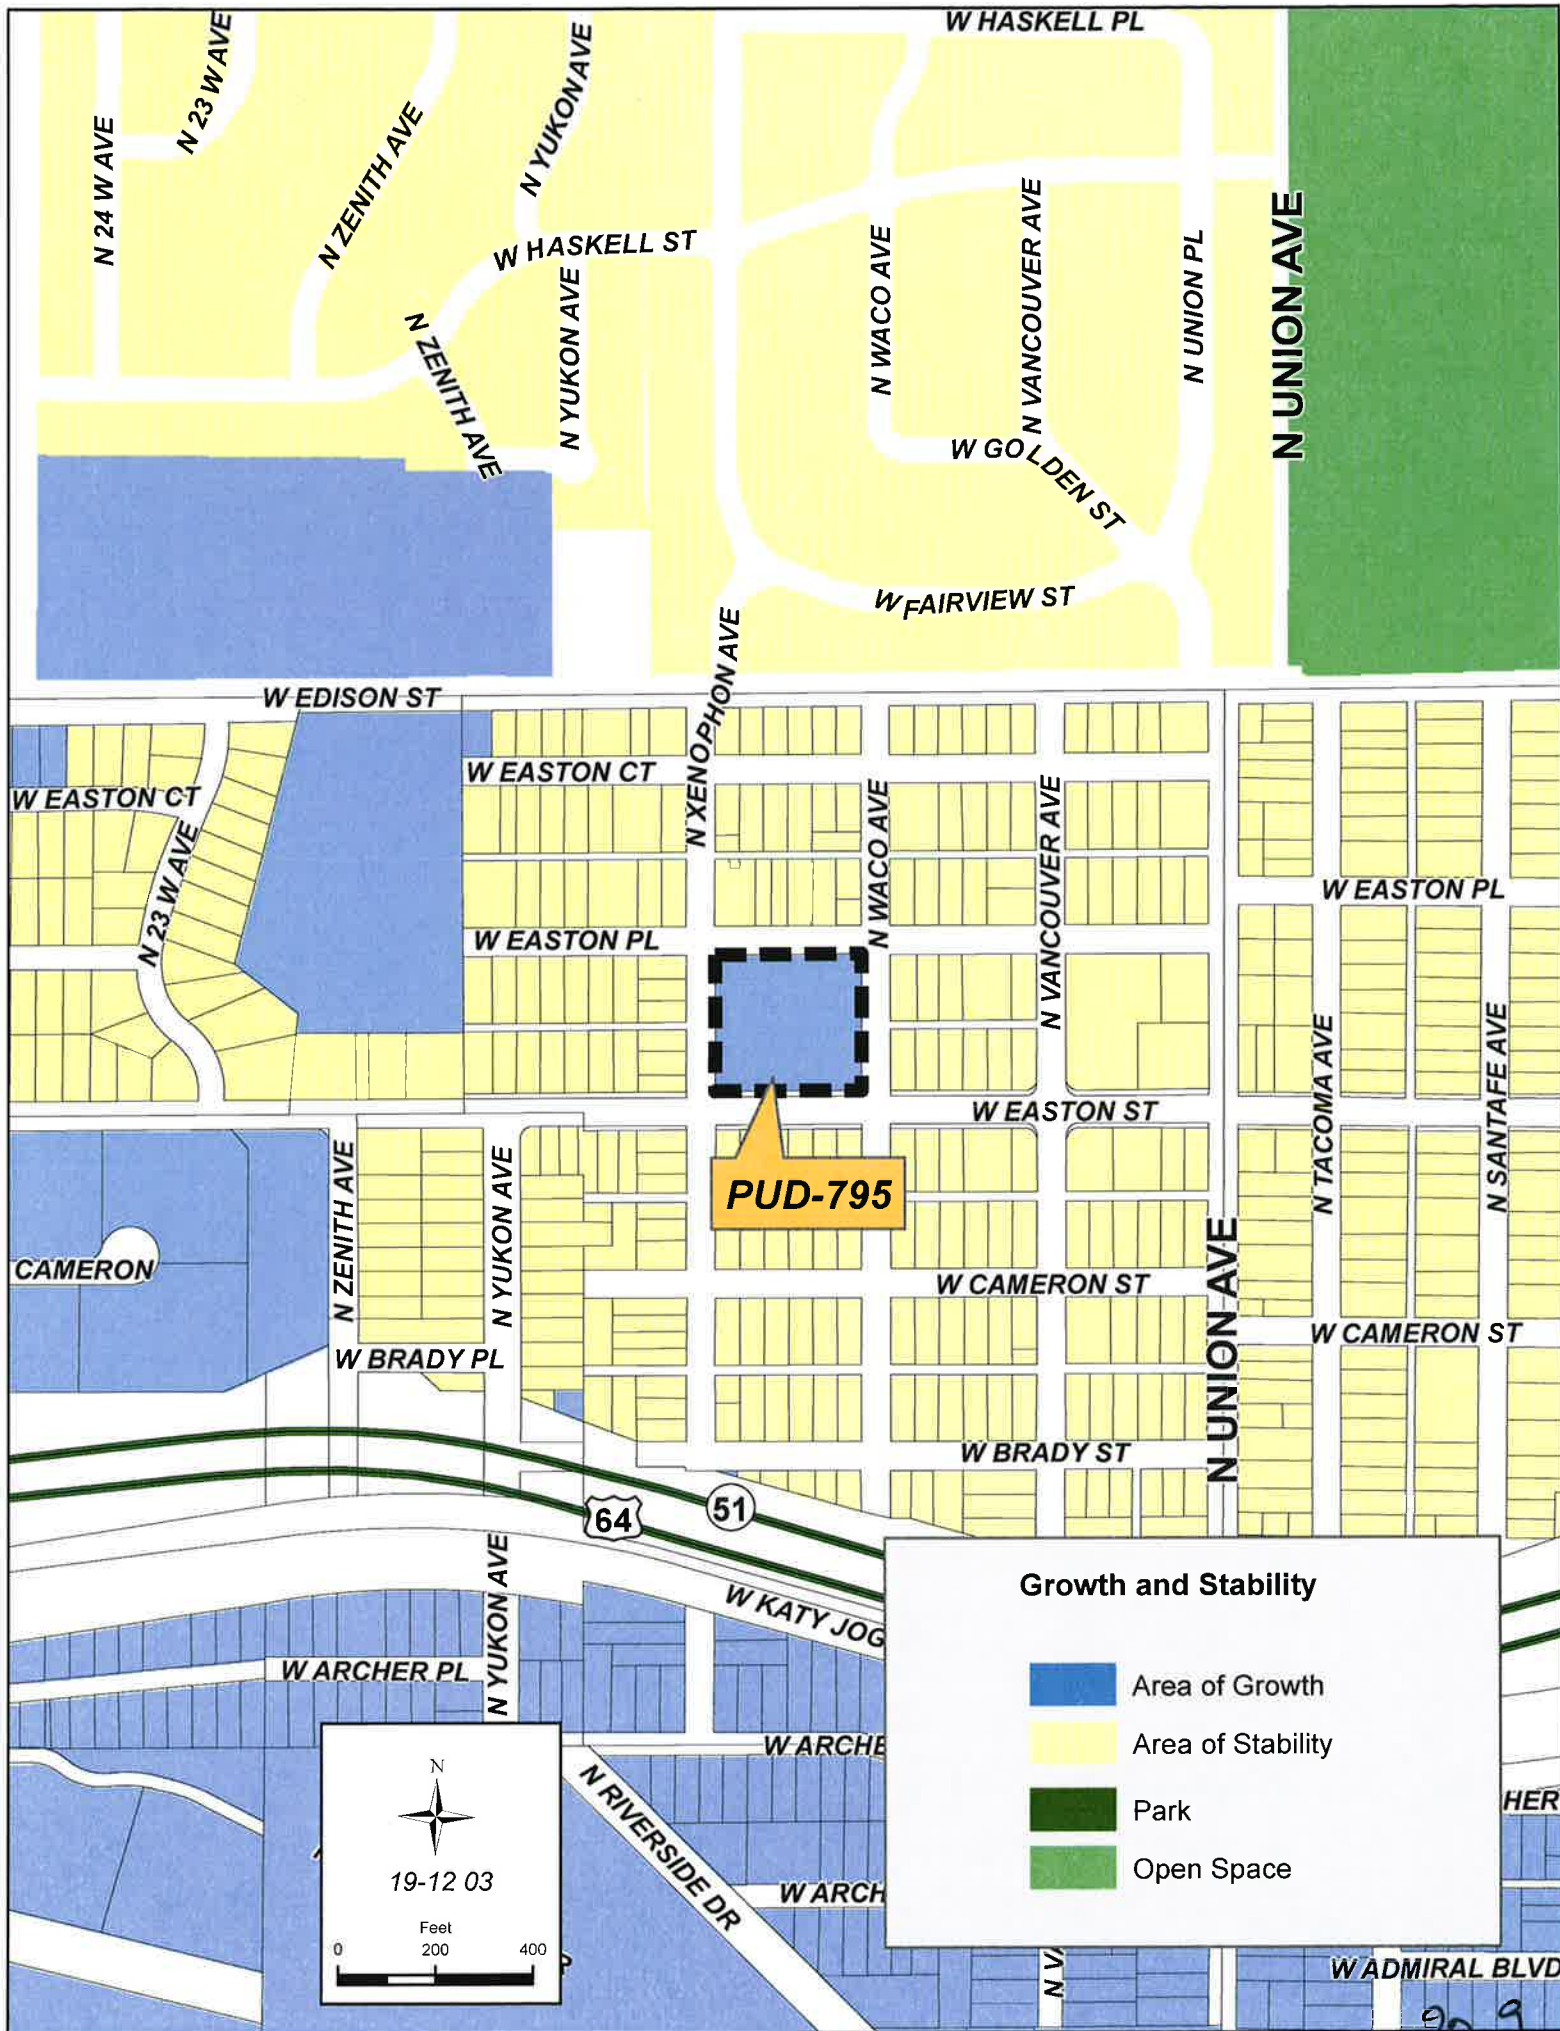 W HASKELL PL
N 23 W AVE
N YUKON AVE
N ZENITH AVE
N 24 W AVE
W HASKELL ST
N WACO AVE
N VANCOUVER AVE
N UNION PL
N UNION AVE
N YUKON AVE
N ZENITH AVE
W GOLDEN ST
W FAIRVIEW ST
N XENOPHON AVE
W EDISON ST
W EASTON CT
W EASTON CT
N WACO AVE
N VANCOUVER AVE
N 23 W AVE
W EASTON PL
W EASTON PL
N TACOMA AVE
N SANTAFE AVE
W EASTON ST
PUD-795
N ZENITH AVE
N YUKON AVE
CAMERON
W CAMERON ST
N UNION AVE
W CAMERON ST
W BRADY PL
W BRADY ST
64
51
N YUKON AVE
W KATY JOG
W ARCHER PL
W ARCHE
N RIVERSIDE DR
W ARCH
HER
N VA
W ADMIRAL BLVD
Growth and Stability
Area of Growth
Area of Stability
Park
Open Space
N
19-12 03
Feet
0 200 400